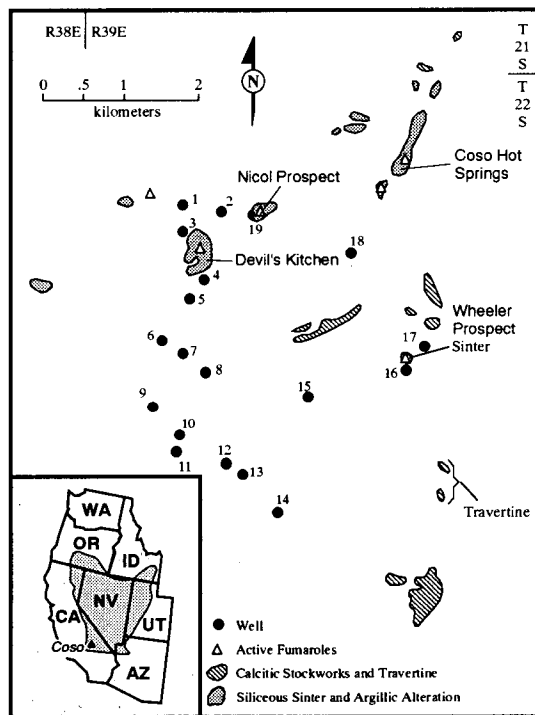 R38E R39E
T
21
S
T
22
S
0 .5 1 2
kilometers
N
Coso Hot
Springs
Nicol Prospect
1
2
19
3
18
Devil's Kitchen
4
5
Wheeler
Prospect
Sinter
17
6
7
8
16
15
9
10
11
12
13
14
Travertine
WA
OR
ID
NV
CA
UT
Coso
AZ
Well
Active Fumaroles
Calcitic Stockworks and Travertine
Siliceous Sinter and Argillic Alteration